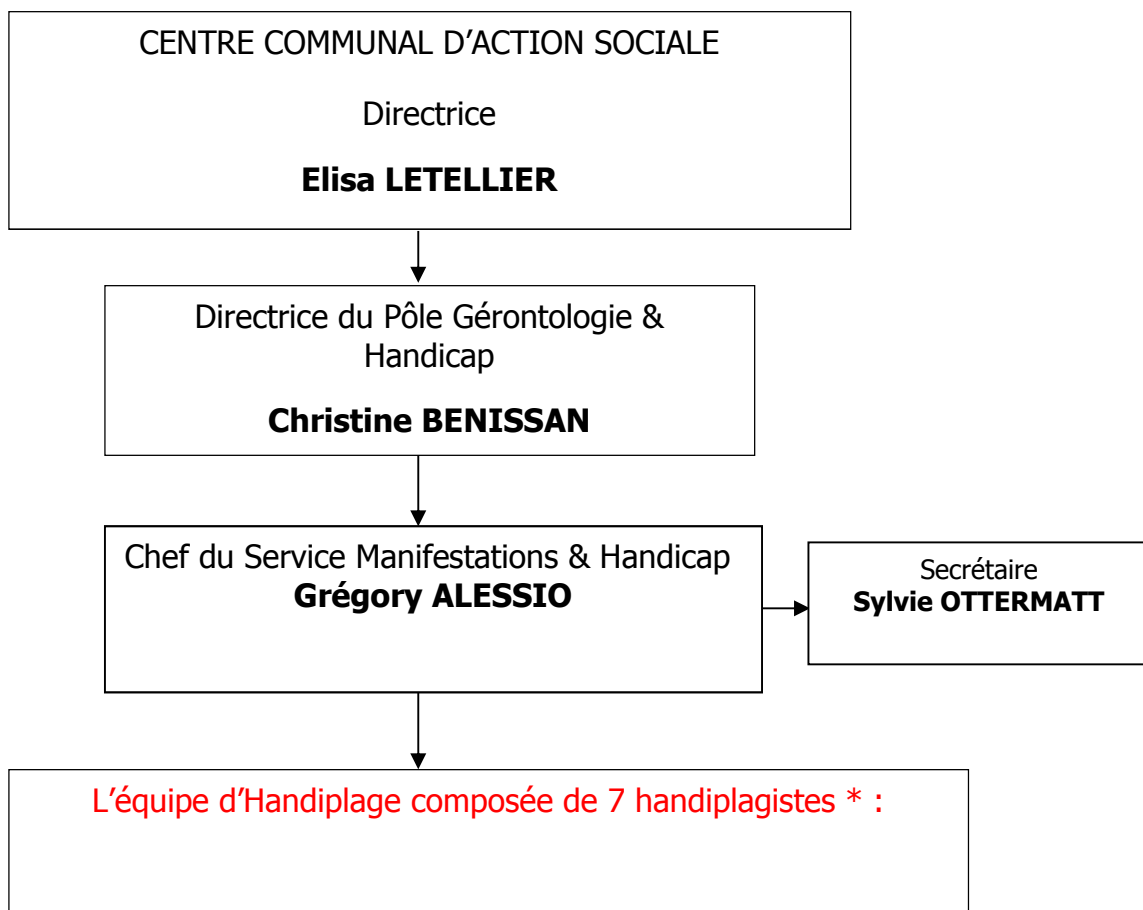 CENTRE COMMUNAL D’ACTION SOCIALE
Directrice
Elisa LETELLIER
Directrice du Pôle Gérontologie &
Handicap
Christine BENISSAN
Chef du Service Manifestations & Handicap
Grégory ALESSIO
Secrétaire
Sylvie OTTERMATT
L’équipe d’Handiplage composée de 7 handiplagistes * :